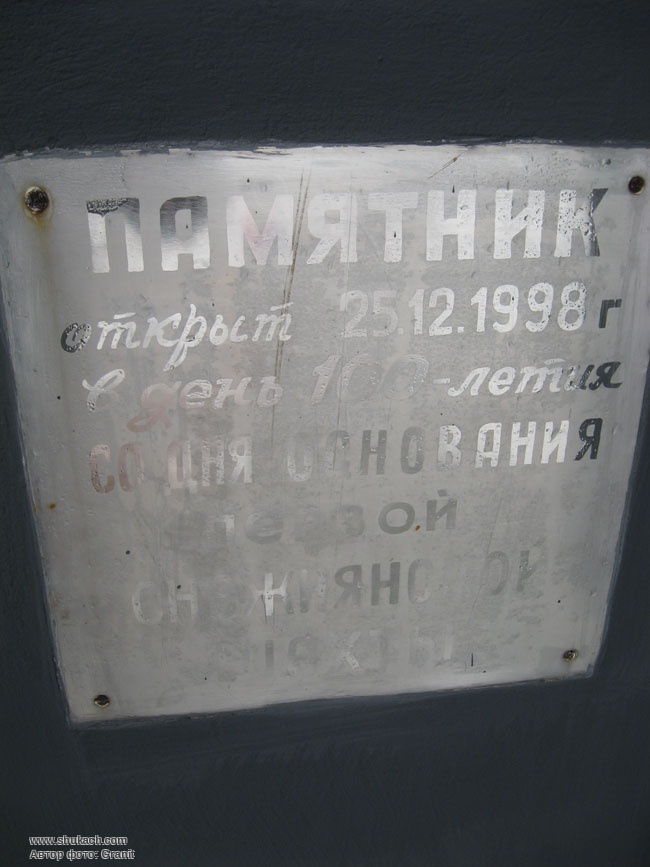 ПАМЯТНИК
открыт 25.12.1998 г
в день 100-летия
СО ДНЯ ОСНОВАНИЯ
первой
СНЕЖНЯНСКОЙ
ШАХТЫ
www.shukach.com
Автор фото: Granit